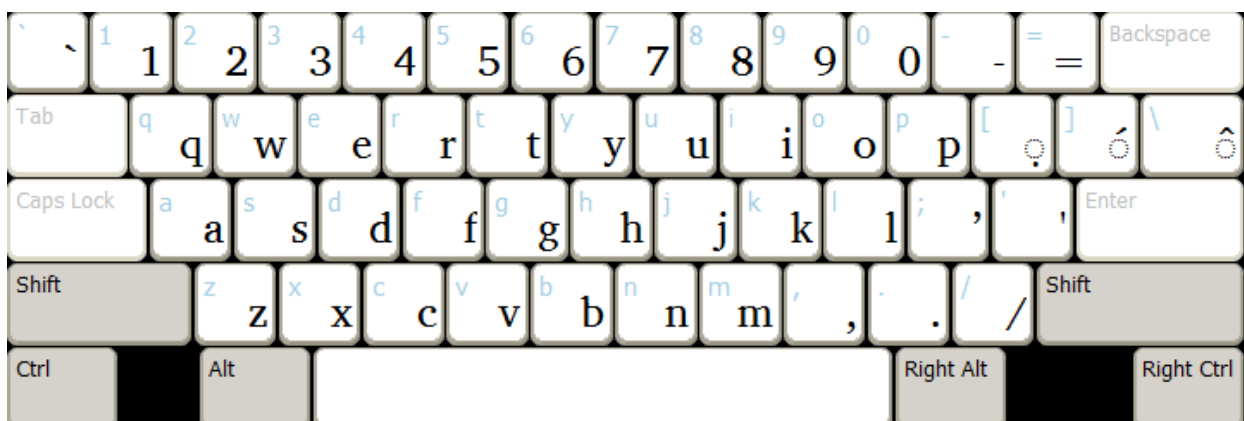 ` ` 1 1 2 2 3 3 4 4 5 5 6 6 7 7 8 8 9 9 0 0 - - = = Backspace
Tab q q w w e e r r t t y y u u i i o o p p [ ◌̣ ] ◌́ \ ◌̂
Caps Lock a a s s d d f f g g h h j j k k l l ; ’ ' ' Enter
Shift z z x x c c v v b b n n m m , , . . / / Shift
Ctrl Alt Right Alt Right Ctrl